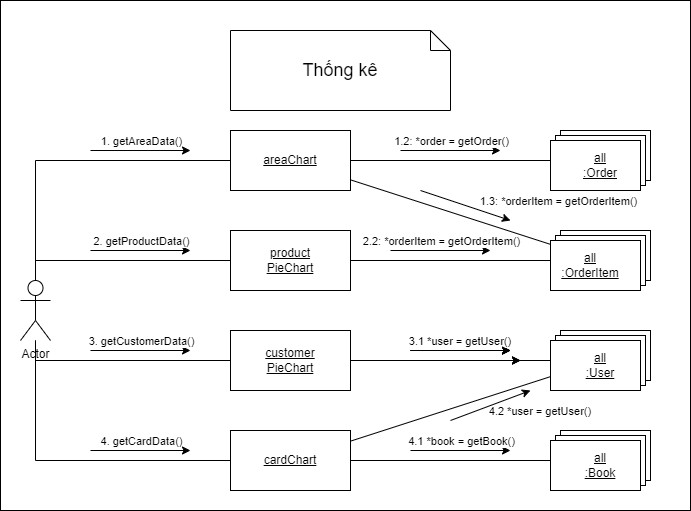 Thống kê
1. getAreaData()
areaChart
1.2: *order = getOrder()
all
:Order
1.3: *orderItem = getOrderItem()
2. getProductData()
product
PieChart
2.2: *orderItem = getOrderItem()
all
:OrderItem
Actor
3. getCustomerData()
customer
PieChart
3.1 *user = getUser()
all
:User
4.2 *user = getUser()
4. getCardData()
cardChart
4.1 *book = getBook()
all
:Book